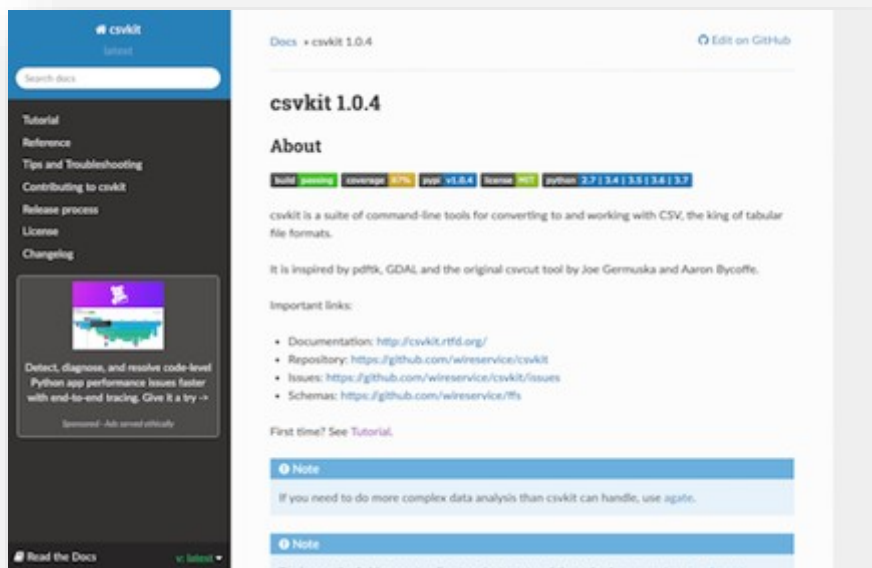 csvkit
latest
Search docs
Tutorial
Reference
Tips and Troubleshooting
Contributing to csvkit
Release process
License
Changelog
Detect, diagnose, and resolve code-level
Python app performance issues faster
with end-to-end tracing. Give it a try ->
Sponsored · Ads served ethically
Read the Docs
v: latest
Docs » csvkit 1.0.4
Edit on GitHub
csvkit 1.0.4
About
build passing coverage 87% pypi v1.0.4 license MIT python 2.7 | 3.4 | 3.5 | 3.6 | 3.7
csvkit is a suite of command-line tools for converting to and working with CSV, the king of tabular
file formats.
It is inspired by pdftk, GDAL and the original csvcut tool by Joe Germuska and Aaron Bycoffe.
Important links:
• Documentation: http://csvkit.rtfd.org/
• Repository: https://github.com/wireservice/csvkit
• Issues: https://github.com/wireservice/csvkit/issues
• Schemas: https://github.com/wireservice/ffs
First time? See Tutorial.
Note
If you need to do more complex data analysis than csvkit can handle, use agate.
Note